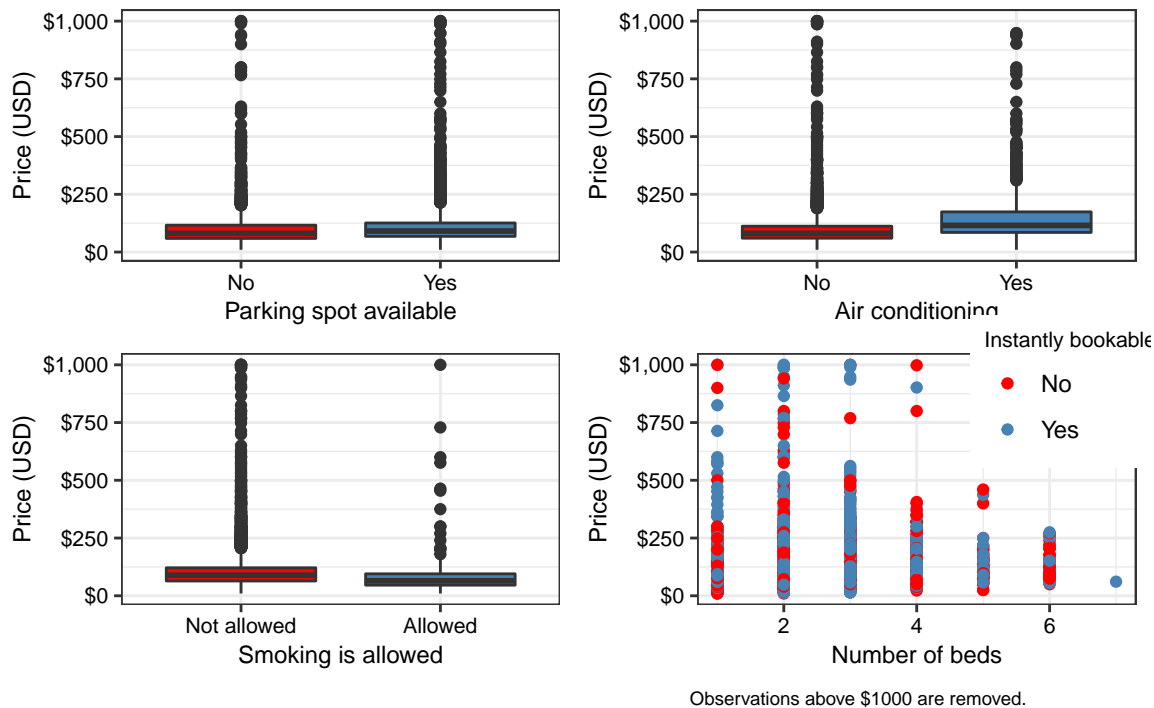 $1,000
$750
$500
$250
$0
Price (USD)
No Yes
Parking spot available
$1,000
$750
$500
$250
$0
Price (USD)
No Yes
Air conditioning
$1,000
$750
$500
$250
$0
Price (USD)
Not allowed Allowed
Smoking is allowed
$1,000
$750
$500
$250
$0
Price (USD)
2 4 6
Number of beds
Instantly bookable
No
Yes
Observations above $1000 are removed.